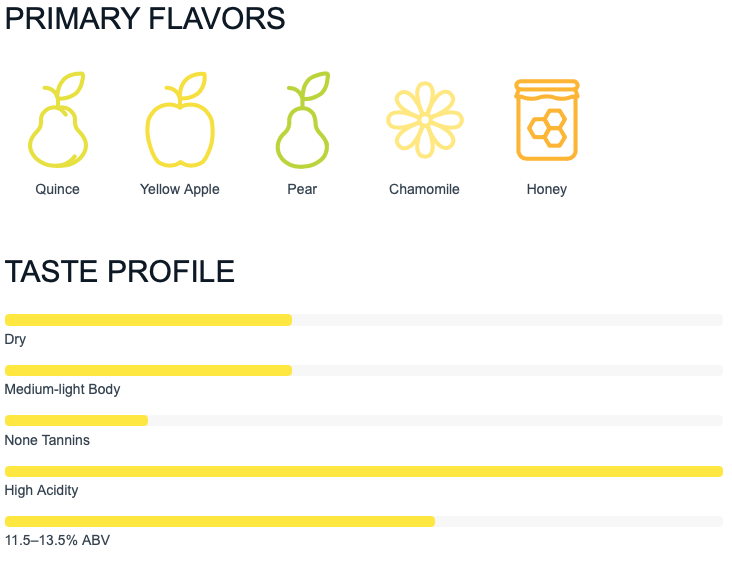 PRIMARY FLAVORS
Quince
Yellow Apple
Pear
Chamomile
Honey
TASTE PROFILE
Dry
Medium-light Body
None Tannins
High Acidity
11.5–13.5% ABV